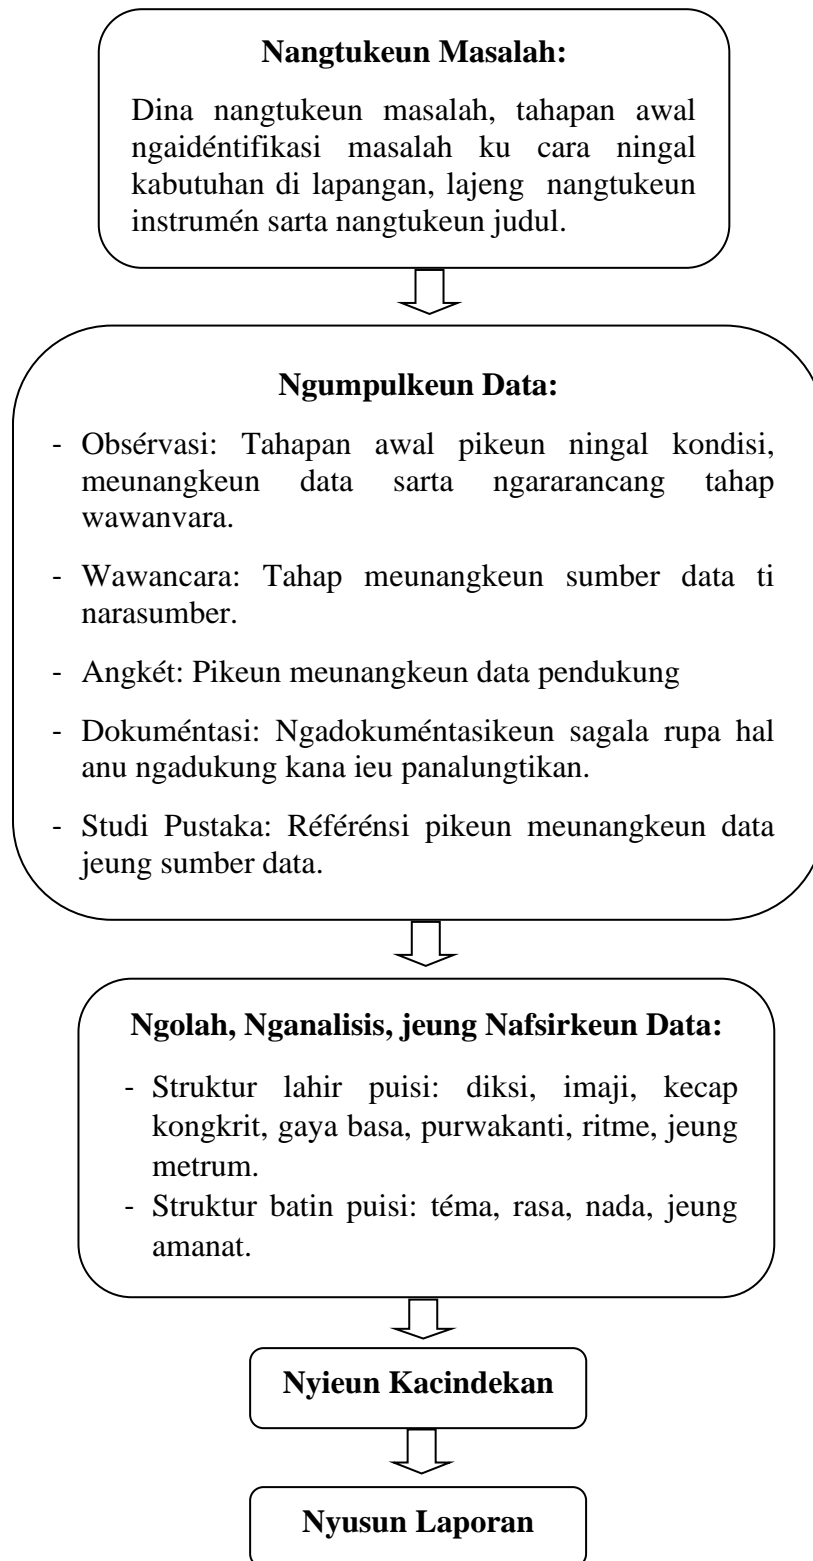 Nangtukeun Masalah:
Dina nangtukeun masalah, tahapan awal
ngaidéntifikasi masalah ku cara ningal
kabutuhan di lapangan, lajeng nangtukeun
instrumén sarta nangtukeun judul.
Ngumpulkeun Data:
- Obsérvasi: Tahapan awal pikeun ningal kondisi,
meunangkeun data sarta ngararancang tahap
wawanvara.
- Wawancara: Tahap meunangkeun sumber data ti
narasumber.
- Angkét: Pikeun meunangkeun data pendukung
- Dokuméntasi: Ngadokuméntasikeun sagala rupa hal
anu ngadukung kana ieu panalungtikan.
- Studi Pustaka: Référénsi pikeun meunangkeun data
jeung sumber data.
Ngolah, Nganalisis, jeung Nafsirkeun Data:
- Struktur lahir puisi: diksi, imaji, kecap
kongkrit, gaya basa, purwakanti, ritme, jeung
metrum.
- Struktur batin puisi: téma, rasa, nada, jeung
amanat.
Nyieun Kacindekan
Nyusun Laporan